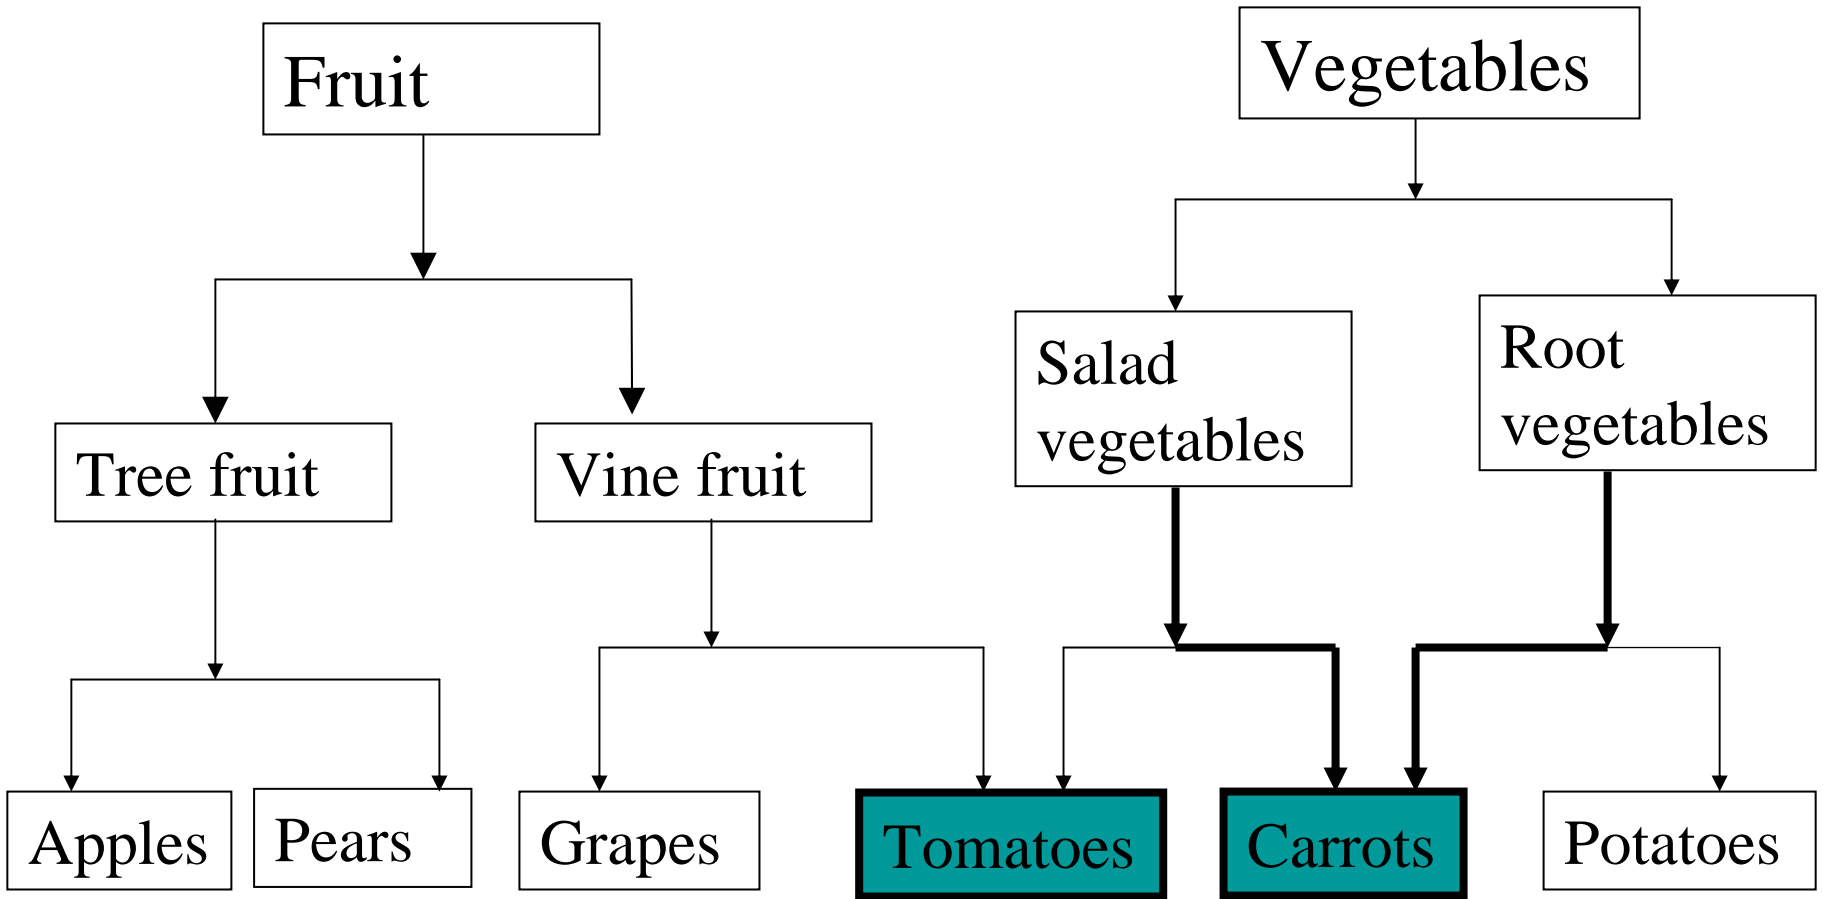 Fruit
Vegetables
Salad
vegetables
Root
vegetables
Tree fruit
Vine fruit
Apples
Pears
Grapes
Tomatoes
Carrots
Potatoes